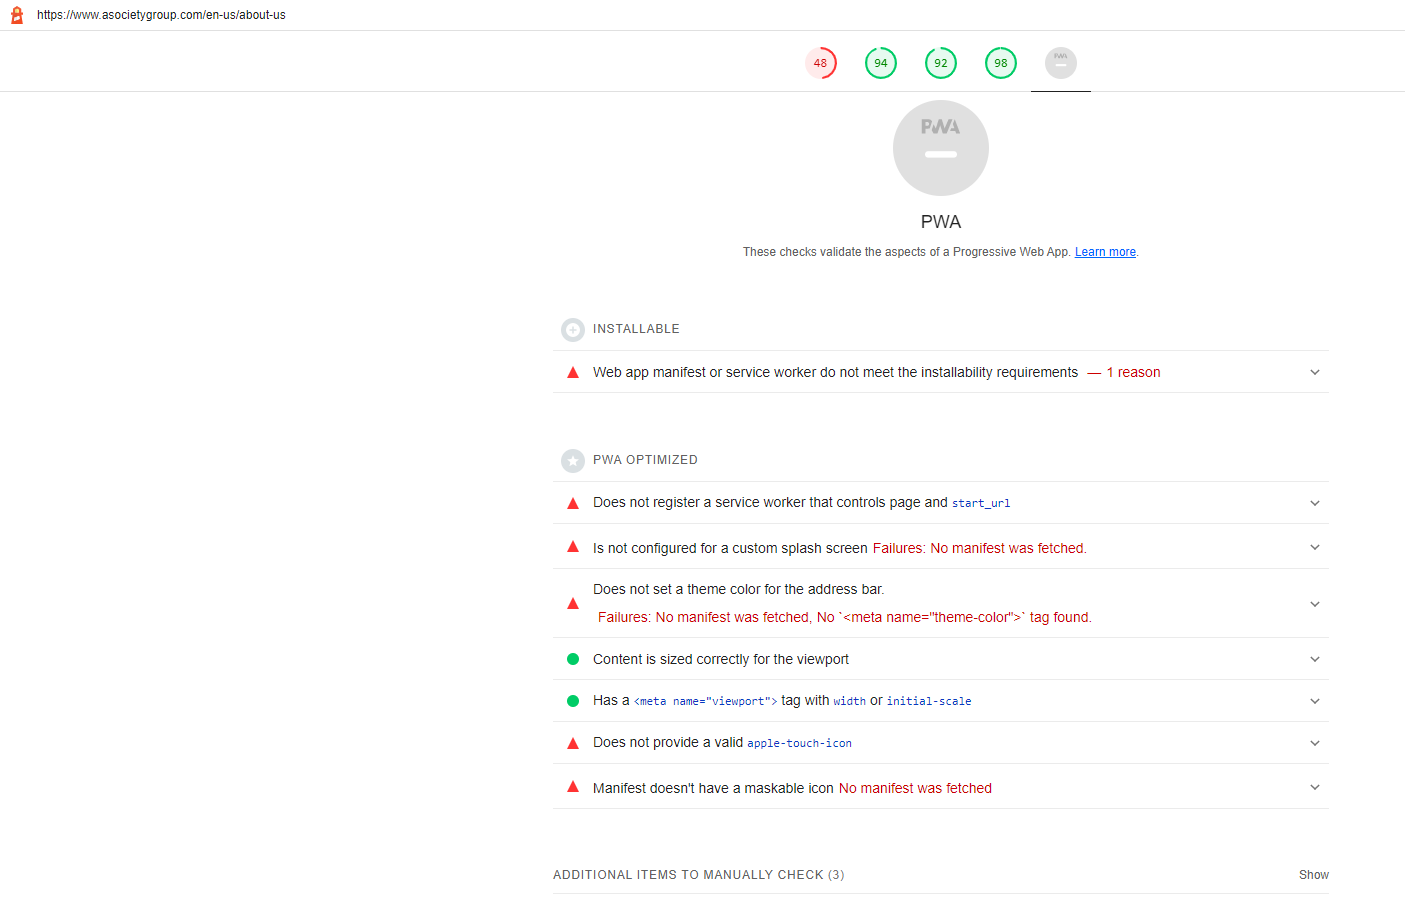 https://www.asocietygroup.com/en-us/about-us
48 94 92 98 PWA
PWA
PWA
These checks validate the aspects of a Progressive Web App. Learn more.
INSTALLABLE
Web app manifest or service worker do not meet the installability requirements — 1 reason
PWA OPTIMIZED
Does not register a service worker that controls page and start_url
Is not configured for a custom splash screen Failures: No manifest was fetched.
Does not set a theme color for the address bar.
Failures: No manifest was fetched, No `<meta name="theme-color">` tag found.
Content is sized correctly for the viewport
Has a <meta name="viewport"> tag with width or initial-scale
Does not provide a valid apple-touch-icon
Manifest doesn't have a maskable icon No manifest was fetched
ADDITIONAL ITEMS TO MANUALLY CHECK (3) Show